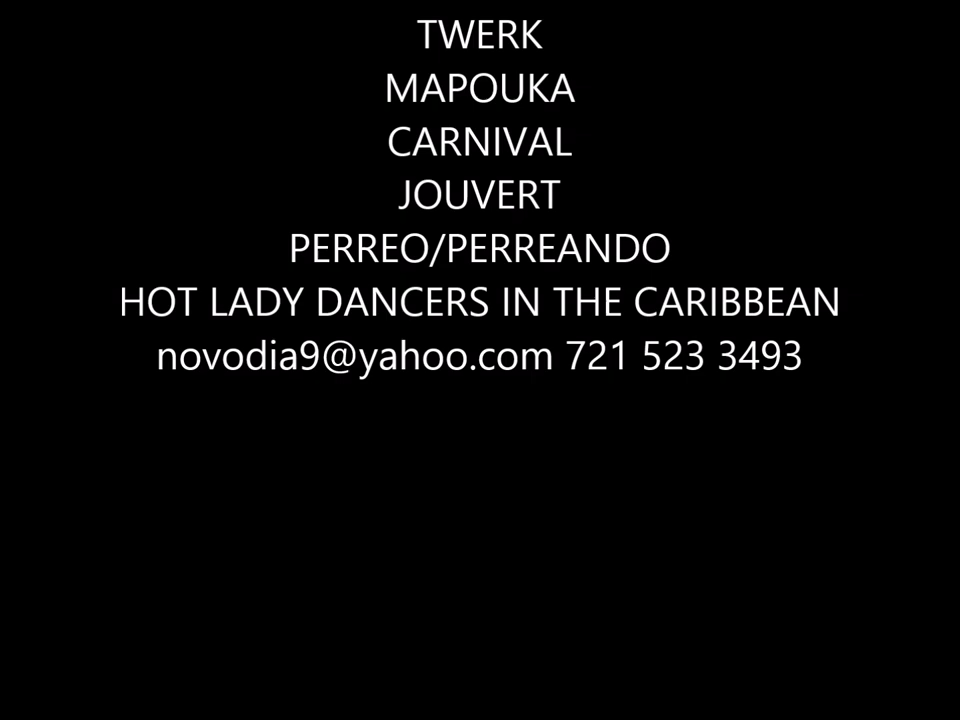 TWERK
MAPOUKA
CARNIVAL
JOUVERT
PERREO/PERREANDO
HOT LADY DANCERS IN THE CARIBBEAN
novodia9@yahoo.com 721 523 3493